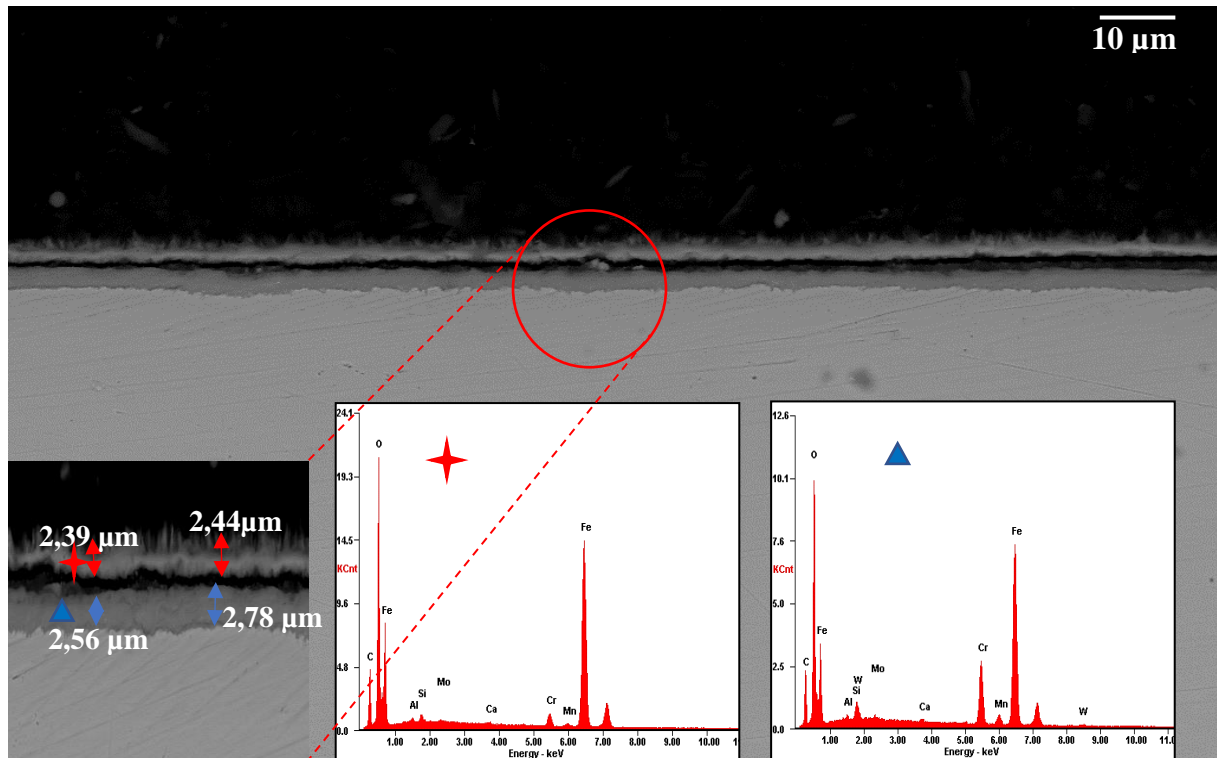 10 µm
2,39 µm
2,44µm
2,56 µm
2,78 µm
24.1
19.3
14.5
9.6
4.8
0.0
KCnt
C
O
Fe
Al
Si
Mo
Ca
Cr
Mn
Fe
1.00 2.00 3.00 4.00 5.00 6.00 7.00 8.00 9.00 10.00
Energy - keV
12.6
10.1
7.6
5.0
2.5
0.0
KCnt
C
O
Fe
Al
W
Si
Mo
Ca
Cr
Mn
Fe
W
1.00 2.00 3.00 4.00 5.00 6.00 7.00 8.00 9.00 10.00 11.0
Energy - keV